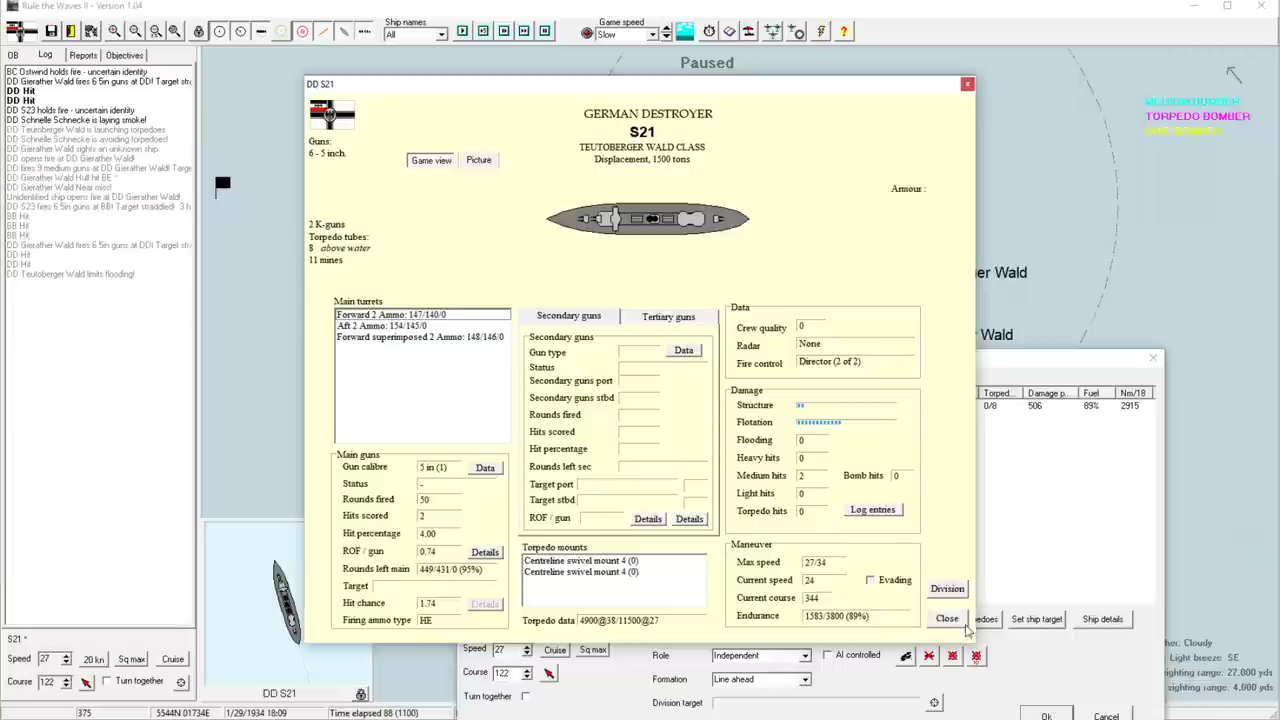 Rule the Waves II - Version 1.04
Ship names
All
Game speed
Slow
OB
Log
Reports
Objectives
BC Ostwind holds fire - uncertain identity
DD Gierather Wald fires 6 5in guns at DD! Target stra
DD Hit
DD Hit
DD S23 holds fire - uncertain identity
DD Schnelle Schnecke is laying smoke!
DD Teutoberger Wald is launching torpedoes
DD Schnelle Schnecke is avoiding torpedoes!
DD Gierather Wald sights an unknown ship
DD opens fire at DD Gierather Wald!
DD fires 9 medium guns at DD Gierather Wald! Targe
DD Gierather Wald Hull hit BE *
DD Gierather Wald Near miss!
Unidentified ship opens fire at DD Gierather Wald!
DD S23 fires 6 5in guns at BB! Target straddled! 3 h
BB Hit
BB Hit
BB Hit
DD Gierather Wald fires 6 5in guns at DD! Target stra
DD Hit
DD Hit
DD Teutoberger Wald limits flooding!
Paused
TORPEDO BOMBER
ger Wald
Wald
DD S21
GERMAN DESTROYER
S21
TEUTOBERGER WALD CLASS
Displacement, 1500 tons
Guns:
6 - 5 inch.
Game view
Picture
Armour :
2 K-guns
Torpedo tubes:
8 above water
11 mines
Main turrets
Forward 2 Ammo: 147/140/0
Aft 2 Ammo: 154/145/0
Forward superimposed 2 Ammo: 148/146/0
Main guns
Gun calibre 5 in (1) Data
Status -
Rounds fired 50
Hits scored 2
Hit percentage 4.00
ROF / gun 0.74 Details
Rounds left main 449/431/0 (95%)
Target
Hit chance 1.74 Details
Firing ammo type HE
Secondary guns
Tertiary guns
Secondary guns
Gun type Data
Status
Secondary guns port
Secondary guns stbd
Rounds fired
Hits scored
Hit percentage
Rounds left sec
Target port
Target stbd
ROF / gun Details Details
Torpedo mounts
Centreline swivel mount 4 (0)
Centreline swivel mount 4 (0)
Torpedo data 4900@38/11500@27
Data
Crew quality 0
Radar None
Fire control Director (2 of 2)
Damage
Structure
Flotation
Flooding 0
Heavy hits 0
Medium hits 2 Bomb hits 0
Light hits 0
Torpedo hits 0 Log entries
Maneuver
Max speed 27/34
Current speed 24 Evading
Current course 344
Endurance 1583/3800 (89%)
Division
Close
Torped... Damage p... Fuel Nm/18
0/8 506 89% 2915
pedoes
Set ship target
Ship details
S21 *
Speed 27 20 kn Sq max Cruise
Course 122 Turn together
DD S21
Speed 27 Cruise Sq max
Course 122
Turn together
Role Independent AI controlled
Formation Line ahead
Division target
her: Cloudy
Light breeze SE
ighting range: 27.000 yds
ighting range: 4.000 yds
Ok
Cancel
375
5544N 01734E
1/29/1934 18:09
Time elapsed 88 (1100)